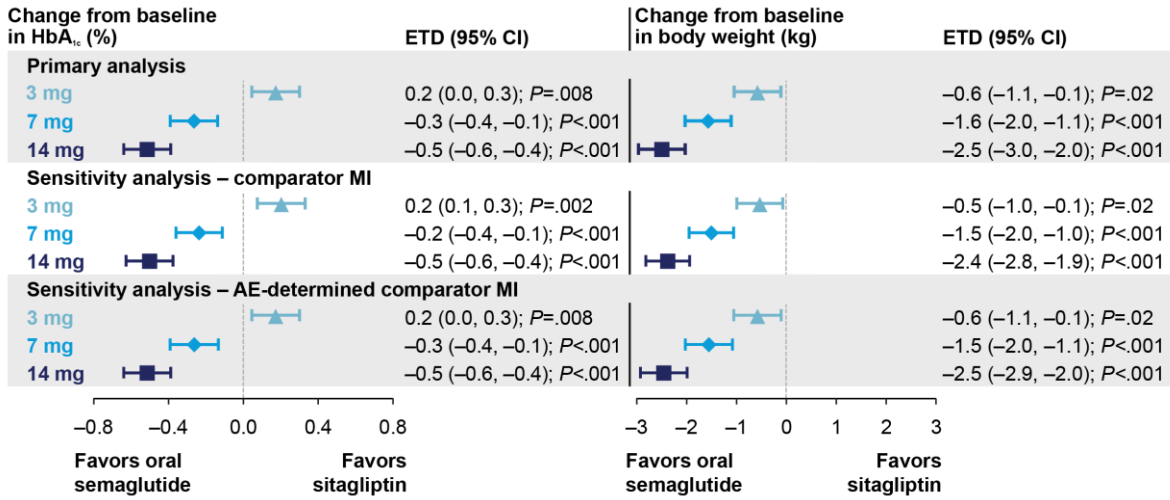 Change from baseline in HbA₁c (%) ETD (95% CI) Change from baseline in body weight (kg) ETD (95% CI)
Primary analysis
3 mg 0.2 (0.0, 0.3); P=.008 –0.6 (–1.1, –0.1); P=.02
7 mg –0.3 (–0.4, –0.1); P<.001 –1.6 (–2.0, –1.1); P<.001
14 mg –0.5 (–0.6, –0.4); P<.001 –2.5 (–3.0, –2.0); P<.001
Sensitivity analysis – comparator MI
3 mg 0.2 (0.1, 0.3); P=.002 –0.5 (–1.0, –0.1); P=.02
7 mg –0.2 (–0.4, –0.1); P<.001 –1.5 (–2.0, –1.0); P<.001
14 mg –0.5 (–0.6, –0.4); P<.001 –2.4 (–2.8, –1.9); P<.001
Sensitivity analysis – AE-determined comparator MI
3 mg 0.2 (0.0, 0.3); P=.008 –0.6 (–1.1, –0.1); P=.02
7 mg –0.3 (–0.4, –0.1); P<.001 –1.5 (–2.0, –1.1); P<.001
14 mg –0.5 (–0.6, –0.4); P<.001 –2.5 (–2.9, –2.0); P<.001
–0.8 –0.4 0.0 0.4 0.8 –3 –2 –1 0 1 2 3
Favors oral semaglutide Favors sitagliptin Favors oral semaglutide Favors sitagliptin